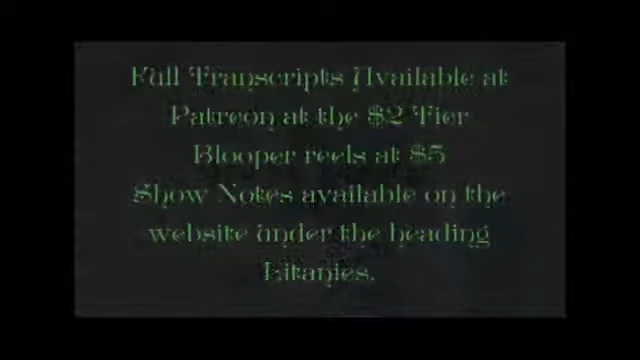 Full Transcripts Available at
Patreon at the $2 Tier
Blooper reels at $5
Show Notes available on the
website under the heading
Litanies.